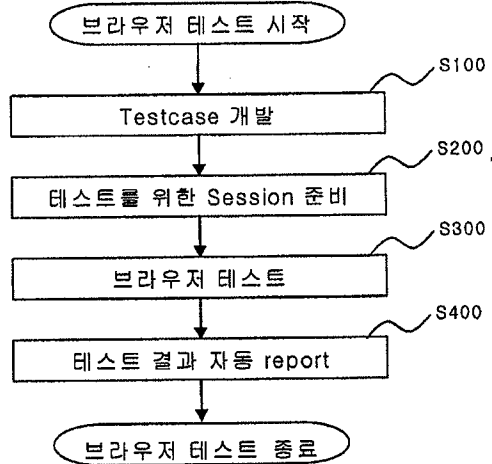 브라우저 테스트 시작
S100
Testcase 개발
S200
테스트를 위한 Session 준비
S300
브라우저 테스트
S400
테스트 결과 자동 report
브라우저 테스트 종료